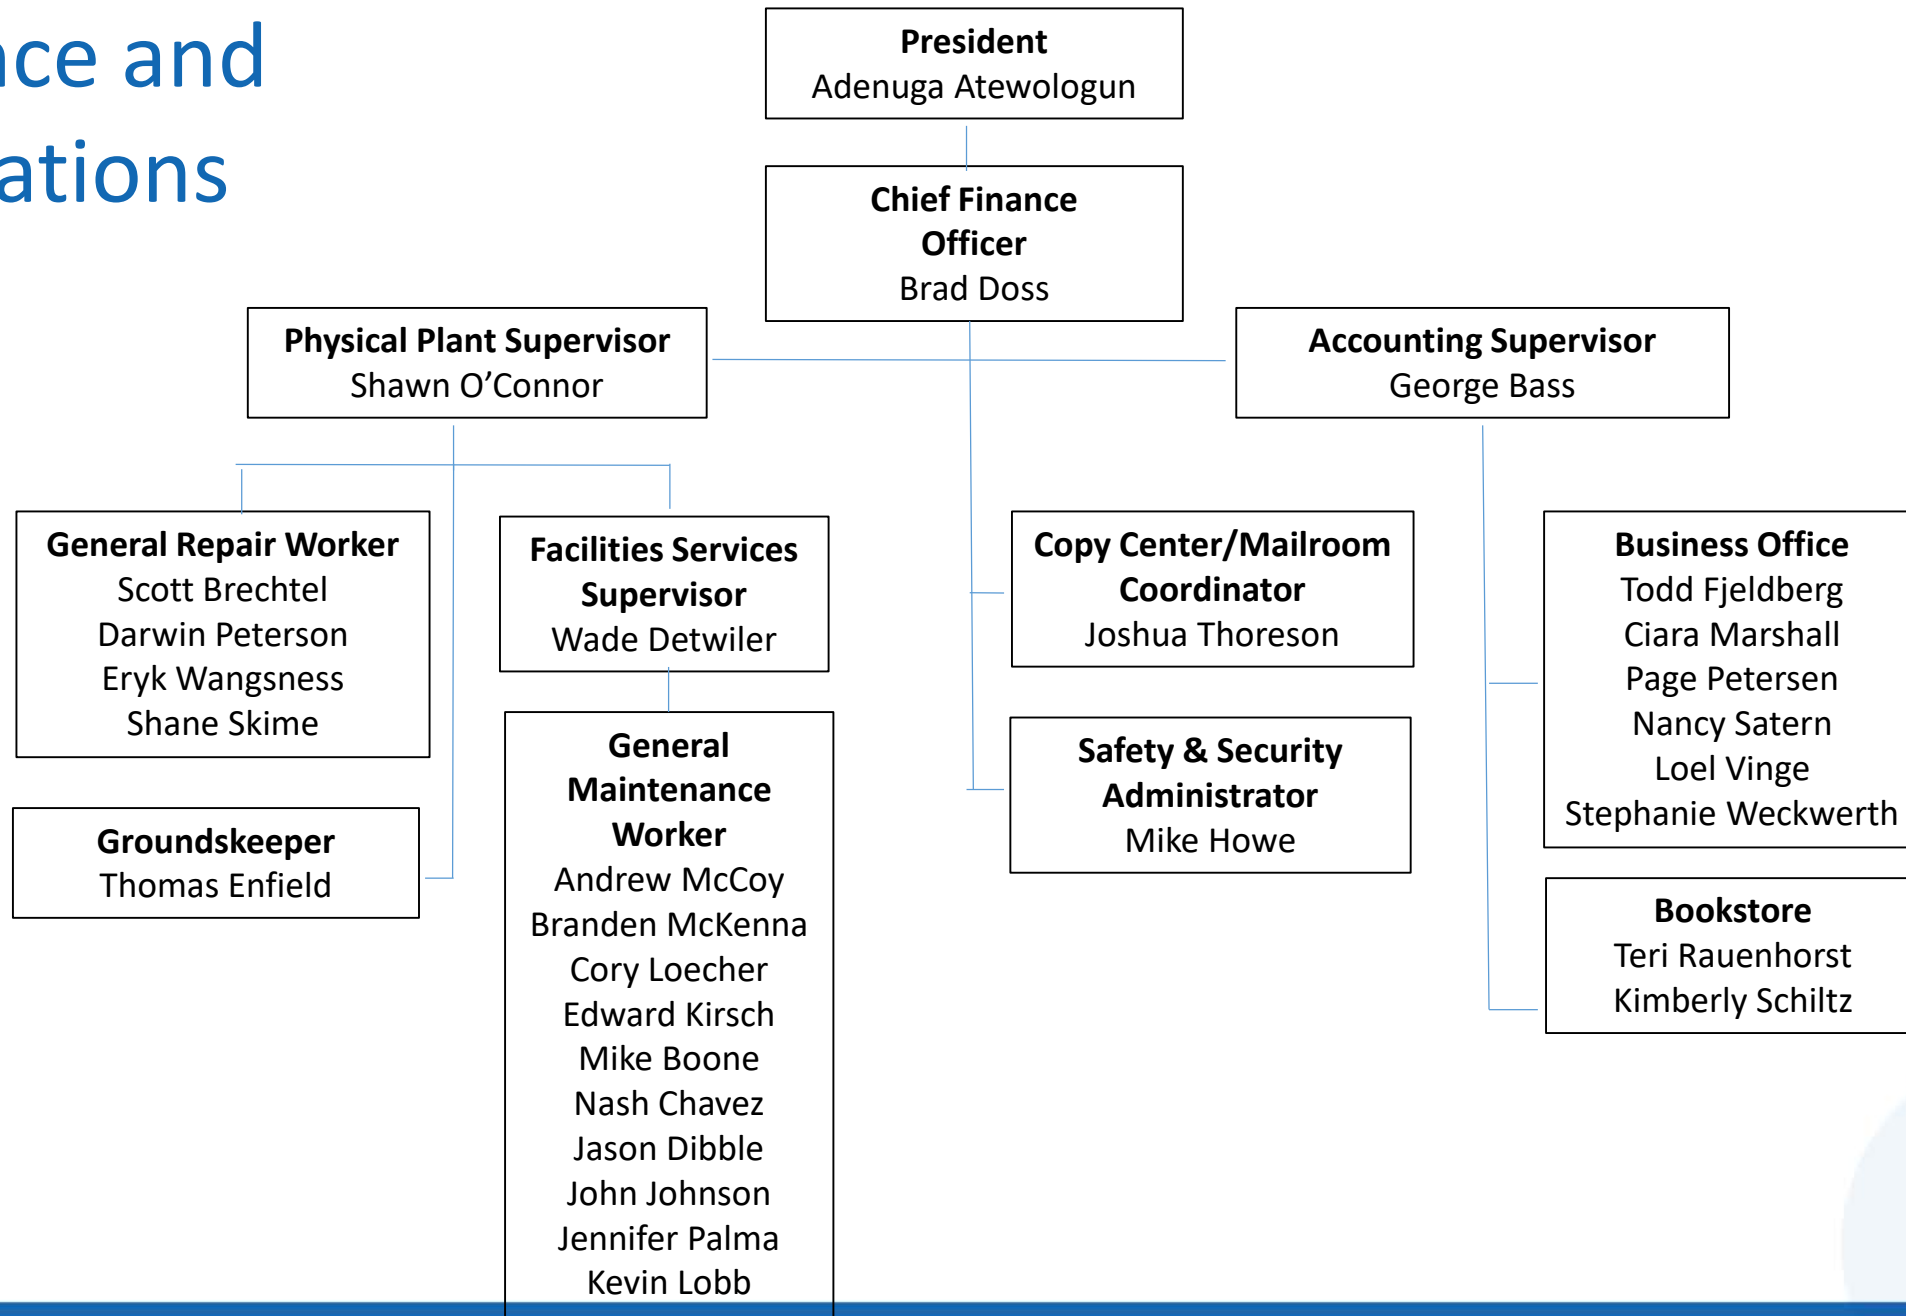 nce and
ations
President
Adenuga Atewologun
Chief Finance
Officer
Brad Doss
Physical Plant Supervisor
Shawn O’Connor
Accounting Supervisor
George Bass
General Repair Worker
Scott Brechtel
Darwin Peterson
Eryk Wangsness
Shane Skime
Groundskeeper
Thomas Enfield
Facilities Services
Supervisor
Wade Detwiler
General
Maintenance
Worker
Andrew McCoy
Branden McKenna
Cory Loecher
Edward Kirsch
Mike Boone
Nash Chavez
Jason Dibble
John Johnson
Jennifer Palma
Kevin Lobb
Copy Center/Mailroom
Coordinator
Joshua Thoreson
Safety & Security
Administrator
Mike Howe
Business Office
Todd Fjeldberg
Ciara Marshall
Page Petersen
Nancy Satern
Loel Vinge
Stephanie Weckwerth
Bookstore
Teri Rauenhorst
Kimberly Schiltz